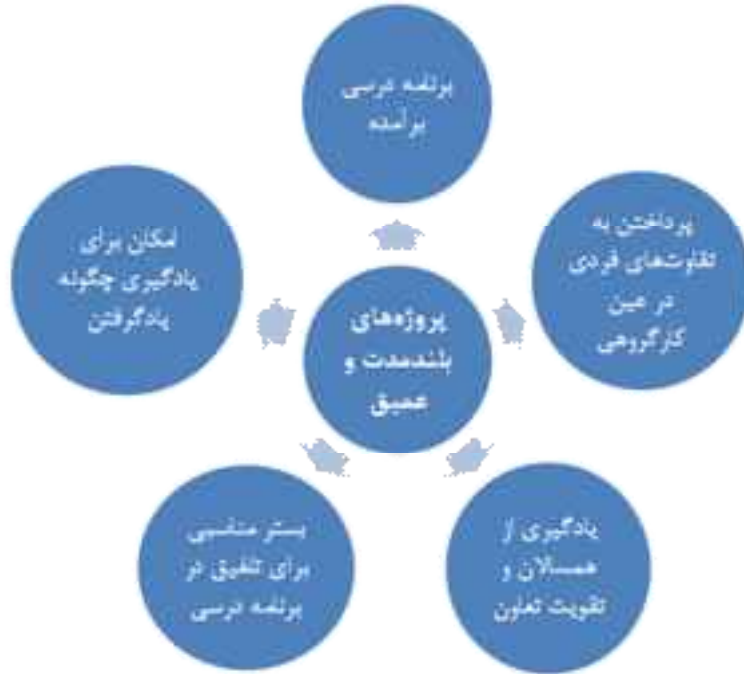 برنامه درسی
برآمده
پرداختن به
تفاوت‌های فردی
در عین
کارگروهی
امکان برای
یادگیری چگونه
یادگرفتن
پروژه‌های
بلندمدت و
عمیق
یادگیری از
همسالان و
تقویت تعاون
بستر مناسبی
برای تلفیق در
برنامه درسی